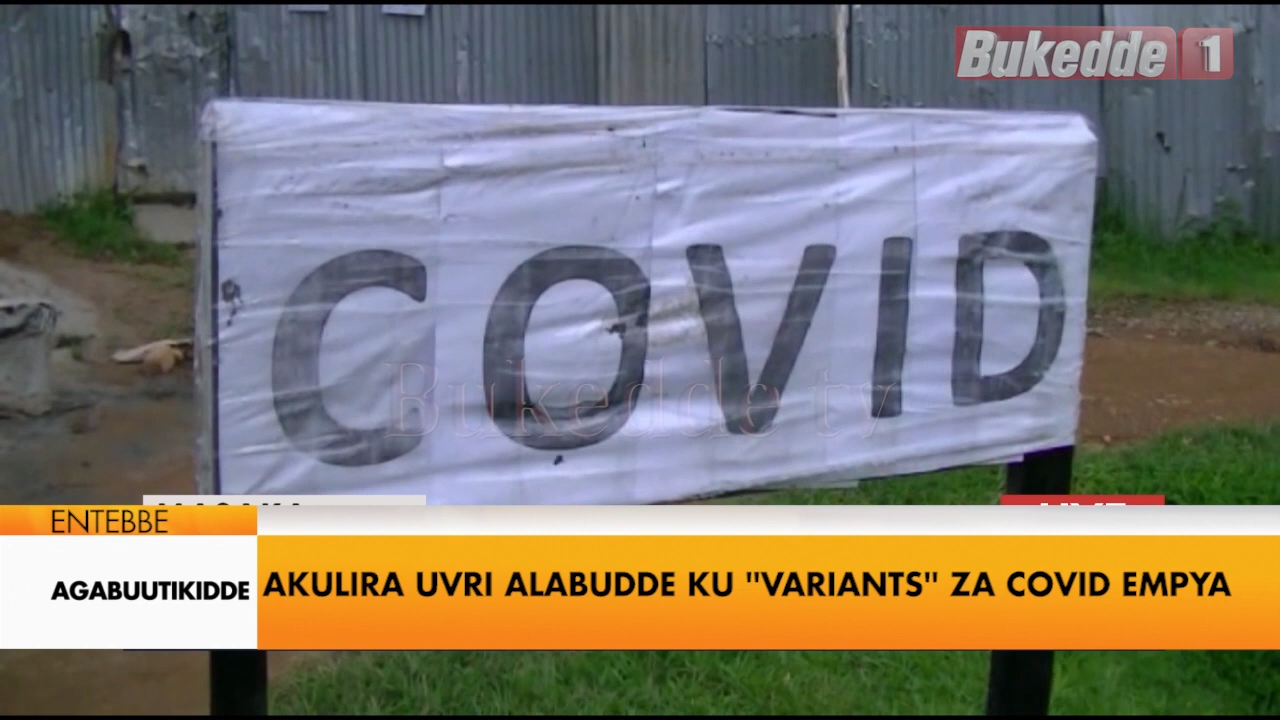 Bukedde 1
COVID
Bukedde tv
ENTEBBE
AGABUUTIKIDDE
AKULIRA UVRI ALABUDDE KU "VARIANTS" ZA COVID EMPYA